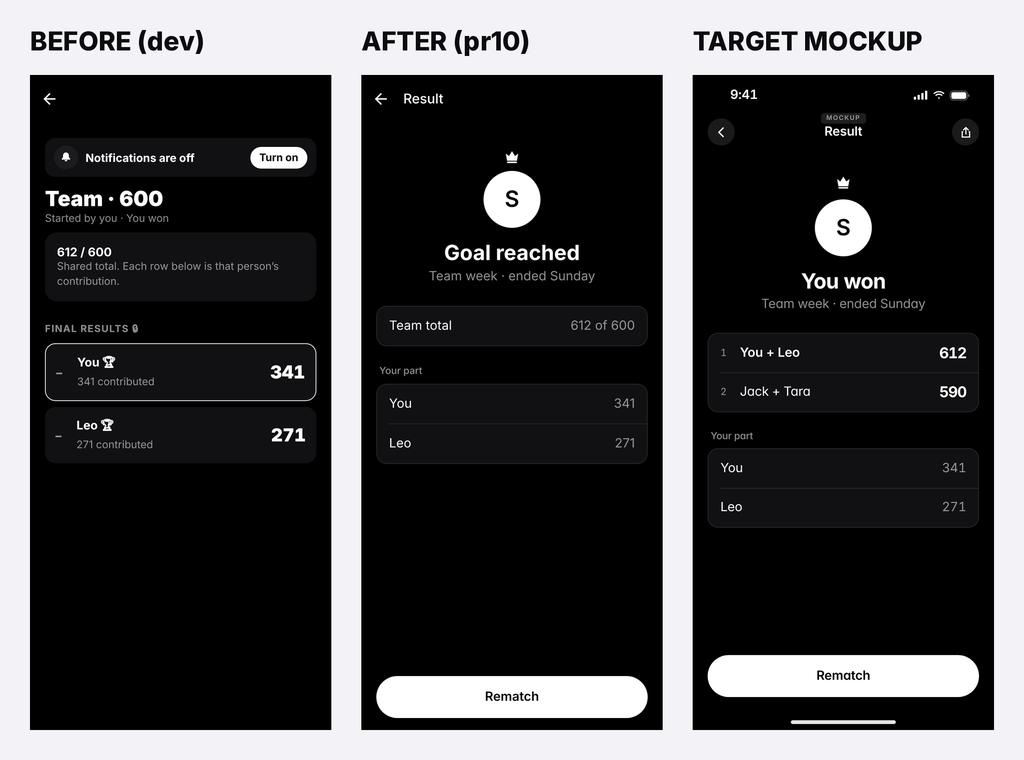 BEFORE (dev)
Notifications are off
Turn on
Team · 600
Started by you · You won
612 / 600
Shared total. Each row below is that person's
contribution.
FINAL RESULTS
– You 341
341 contributed
– Leo 271
271 contributed
AFTER (pr10)
Result
S
Goal reached
Team week · ended Sunday
Team total 612 of 600
Your part
You 341
Leo 271
Rematch
TARGET MOCKUP
9:41
MOCKUP
Result
S
You won
Team week · ended Sunday
1 You + Leo 612
2 Jack + Tara 590
Your part
You 341
Leo 271
Rematch